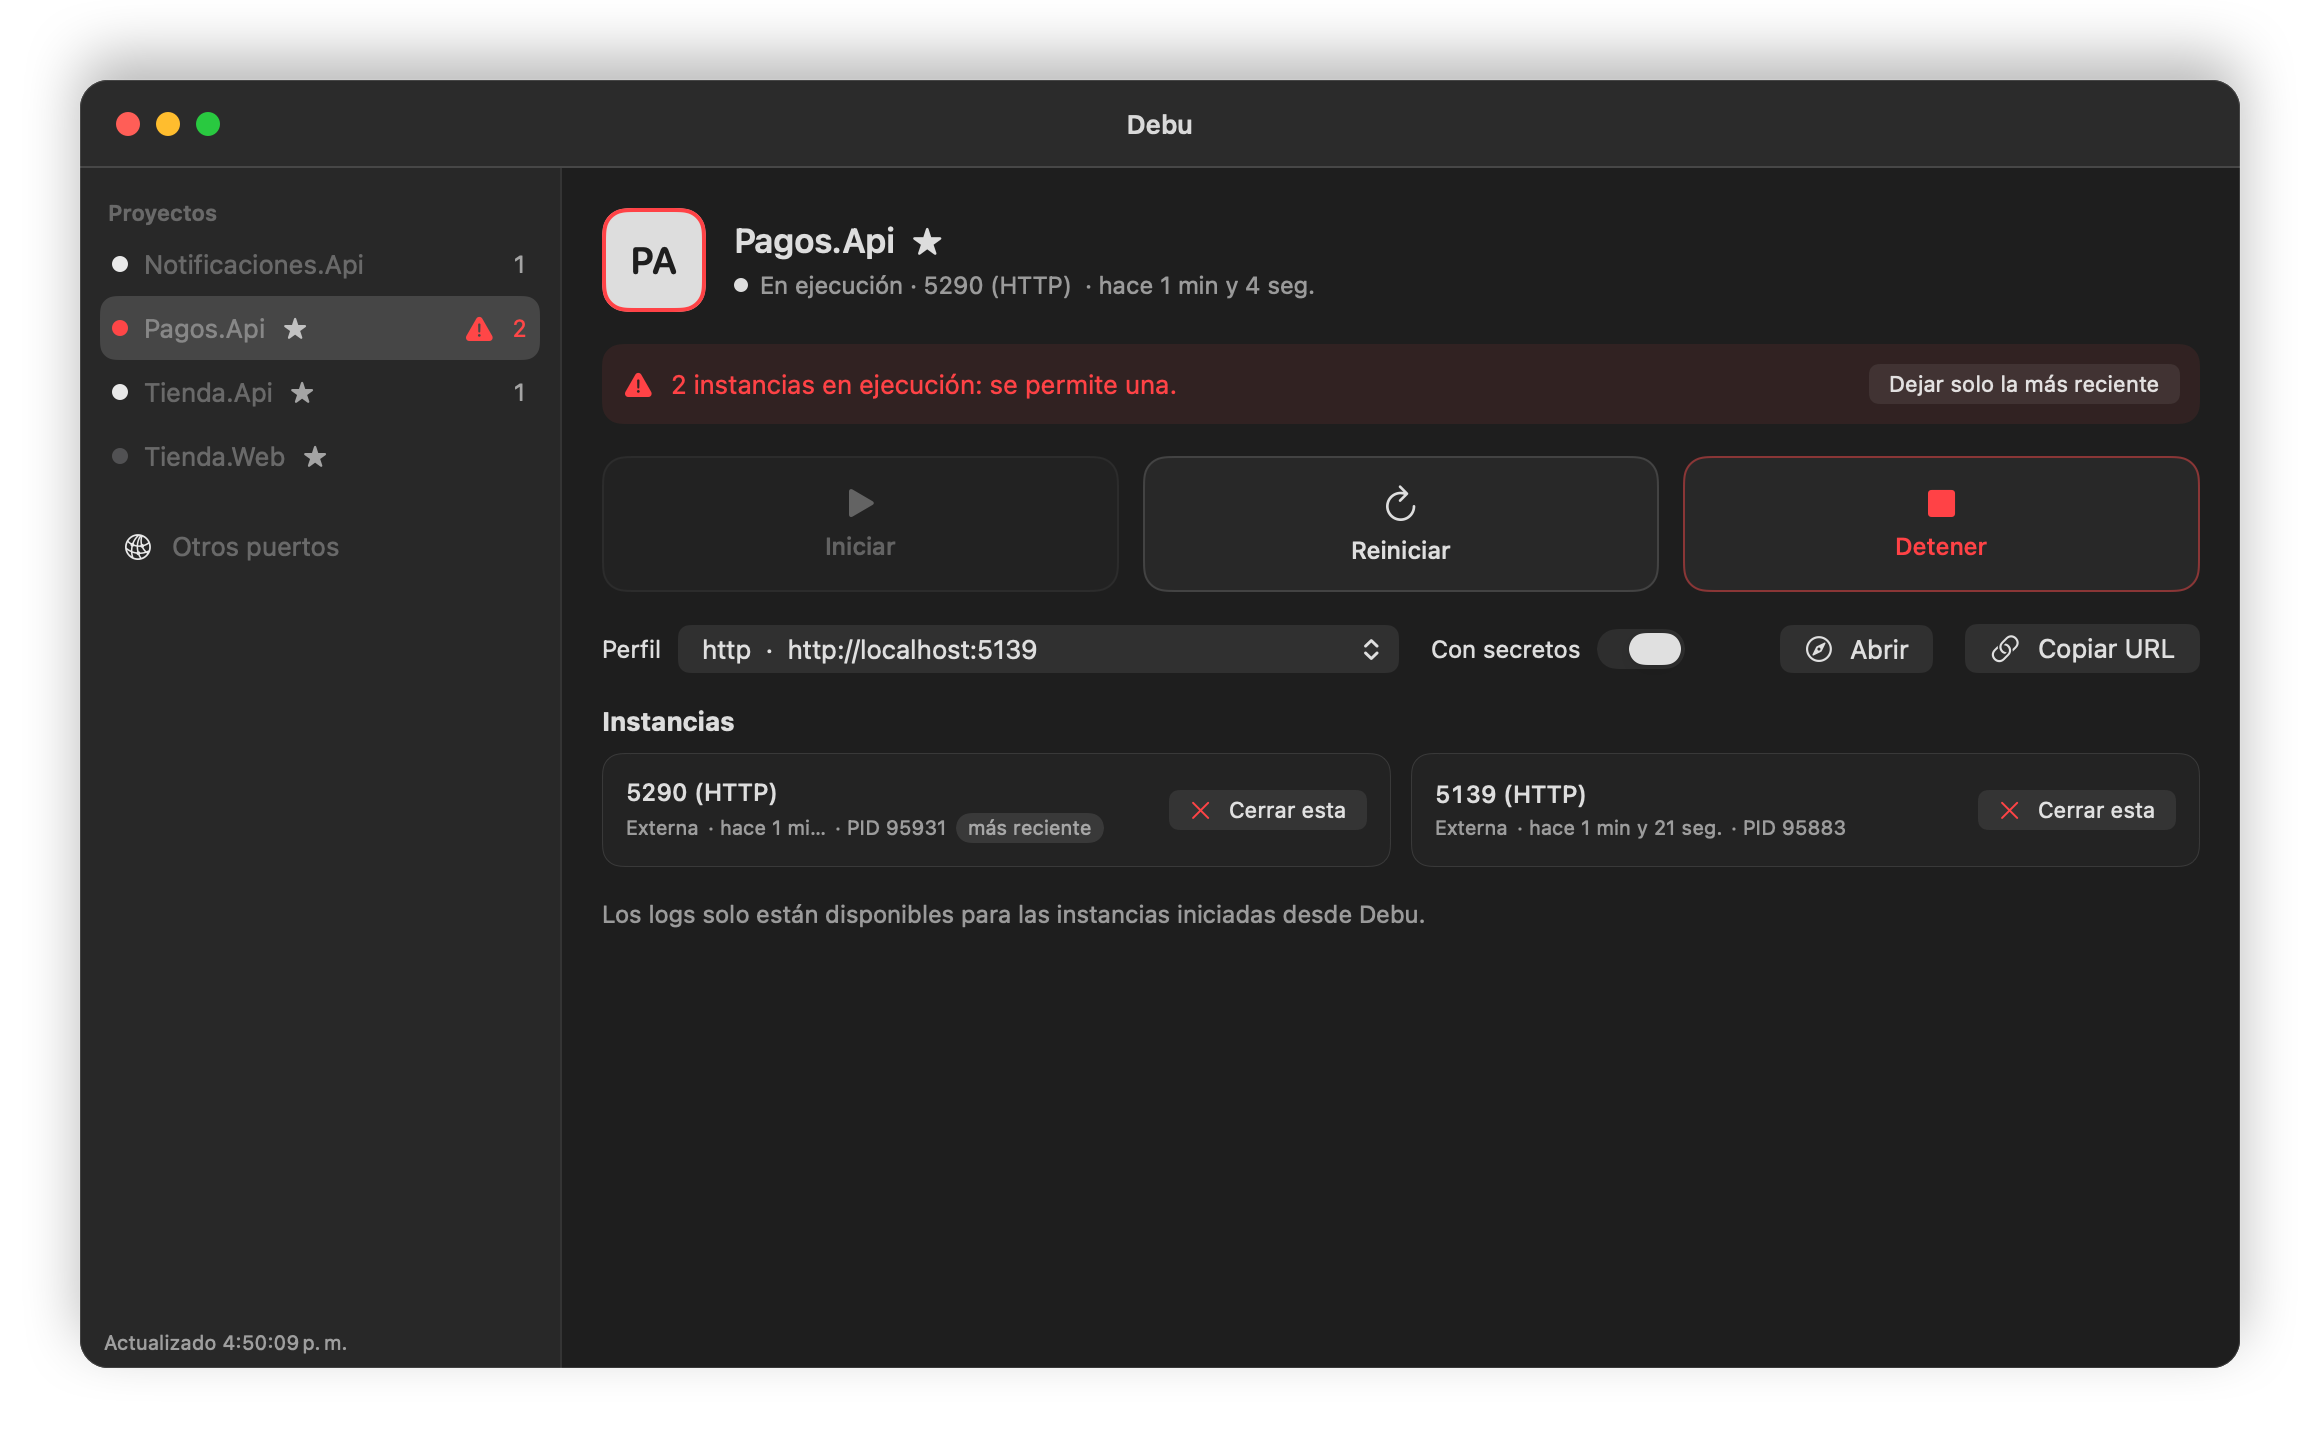 Debu
Proyectos
Notificaciones.Api 1
Pagos.Api 2
Tienda.Api 1
Tienda.Web
Otros puertos
Actualizado 4:50:09 p. m.
PA
Pagos.Api
En ejecución · 5290 (HTTP) · hace 1 min y 4 seg.
2 instancias en ejecución: se permite una.
Dejar solo la más reciente
Iniciar
Reiniciar
Detener
Perfil
http · http://localhost:5139
Con secretos
Abrir
Copiar URL
Instancias
5290 (HTTP)
Externa · hace 1 mi... · PID 95931 más reciente
Cerrar esta
5139 (HTTP)
Externa · hace 1 min y 21 seg. · PID 95883
Cerrar esta
Los logs solo están disponibles para las instancias iniciadas desde Debu.